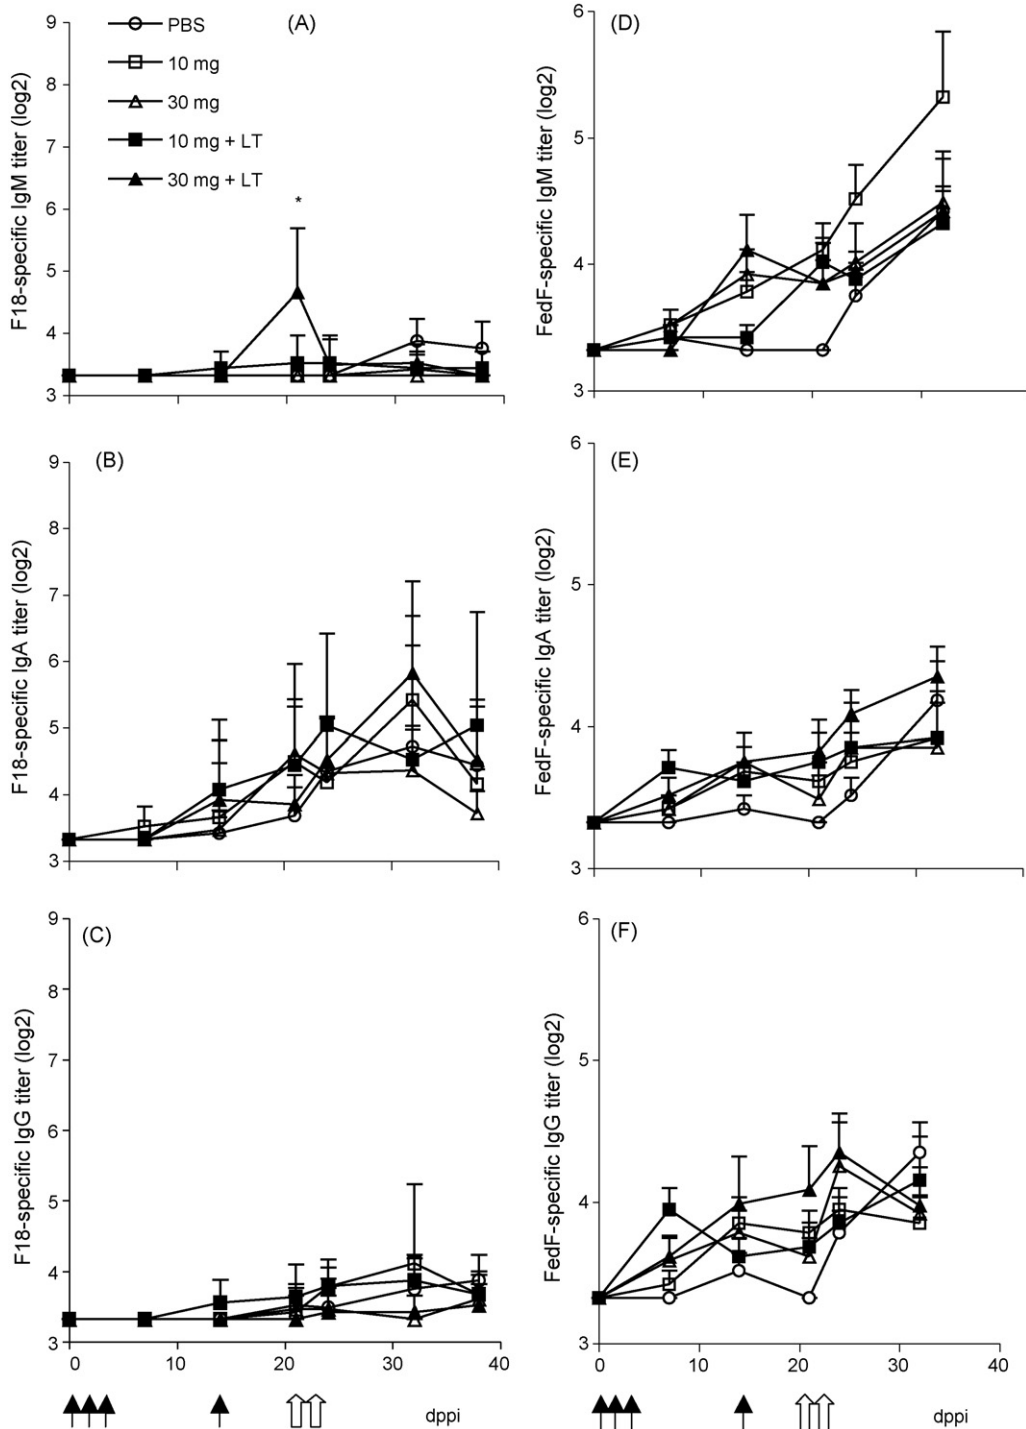 (A)
F18-specific IgM titer (log2)
9
8
7
6
5
4
3
PBS
10 mg
30 mg
10 mg + LT
30 mg + LT
*
(D)
FedF-specific IgM titer (log2)
6
5
4
3
(B)
F18-specific IgA titer (log2)
9
8
7
6
5
4
3
(E)
FedF-specific IgA titer (log2)
6
5
4
3
(C)
F18-specific IgG titer (log2)
9
8
7
6
5
4
3
0 10 20 30 40
dppi
(F)
FedF-specific IgG titer (log2)
6
5
4
3
0 10 20 30 40
dppi